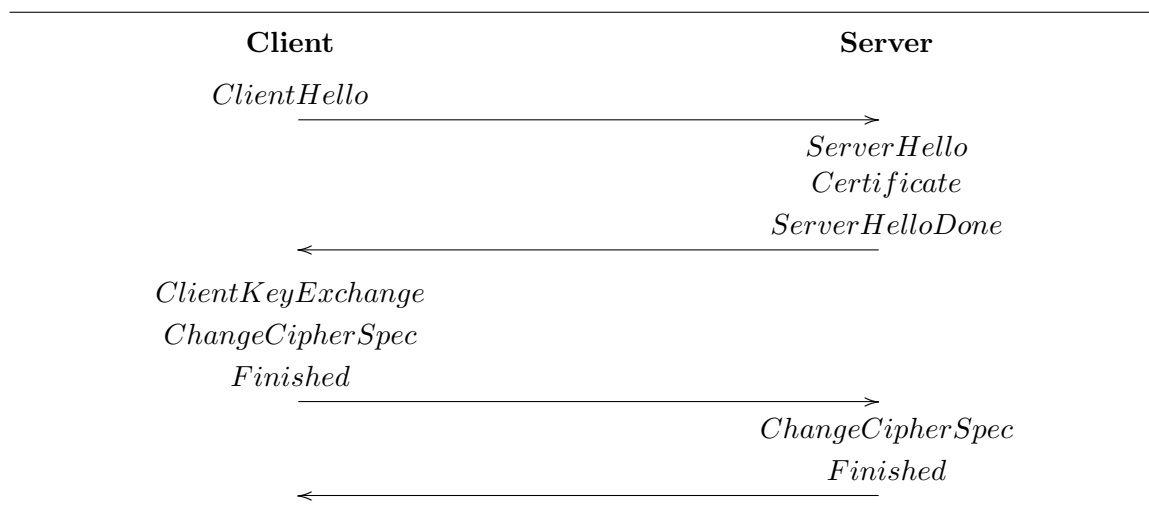 Client Server
ClientHello
ServerHello
Certificate
ServerHelloDone
ClientKeyExchange
ChangeCipherSpec
Finished
ChangeCipherSpec
Finished